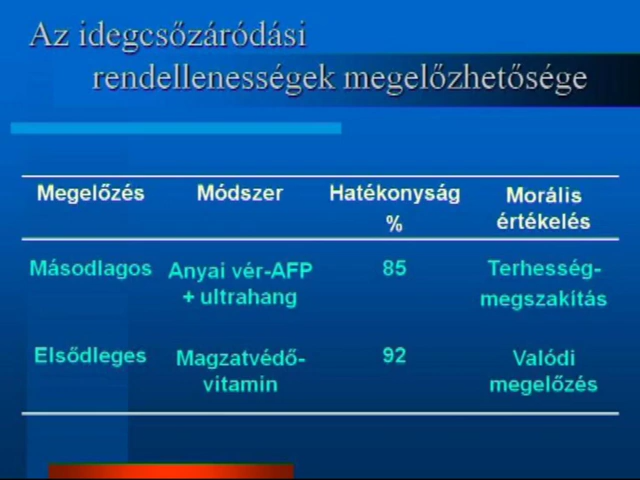 Az idegcsőzáródási
rendellenességek megelőzhetősége
Megelőzés Módszer Hatékonyság % Morális értékelés
Másodlagos Anyai vér-AFP + ultrahang 85 Terhesség-megszakítás
Elsődleges Magzatvédő-vitamin 92 Valódi megelőzés